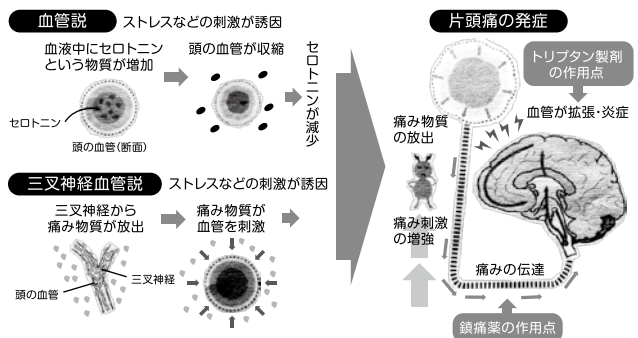 血管説
ストレスなどの刺激が誘因
血液中にセロトニン
という物質が増加
頭の血管が収縮
セロトニンが減少
セロトニン
頭の血管(断面)
三叉神経血管説
ストレスなどの刺激が誘因
三叉神経から
痛み物質が放出
痛み物質が
血管を刺激
三叉神経
頭の血管
片頭痛の発症
トリプタン製剤
の作用点
血管が拡張・炎症
痛み物質
の放出
痛み刺激
の増強
痛みの伝達
鎮痛薬の作用点